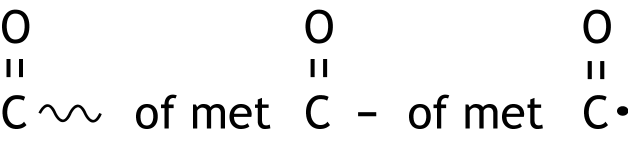 O O O
= = =
C ~ of met C – of met C•